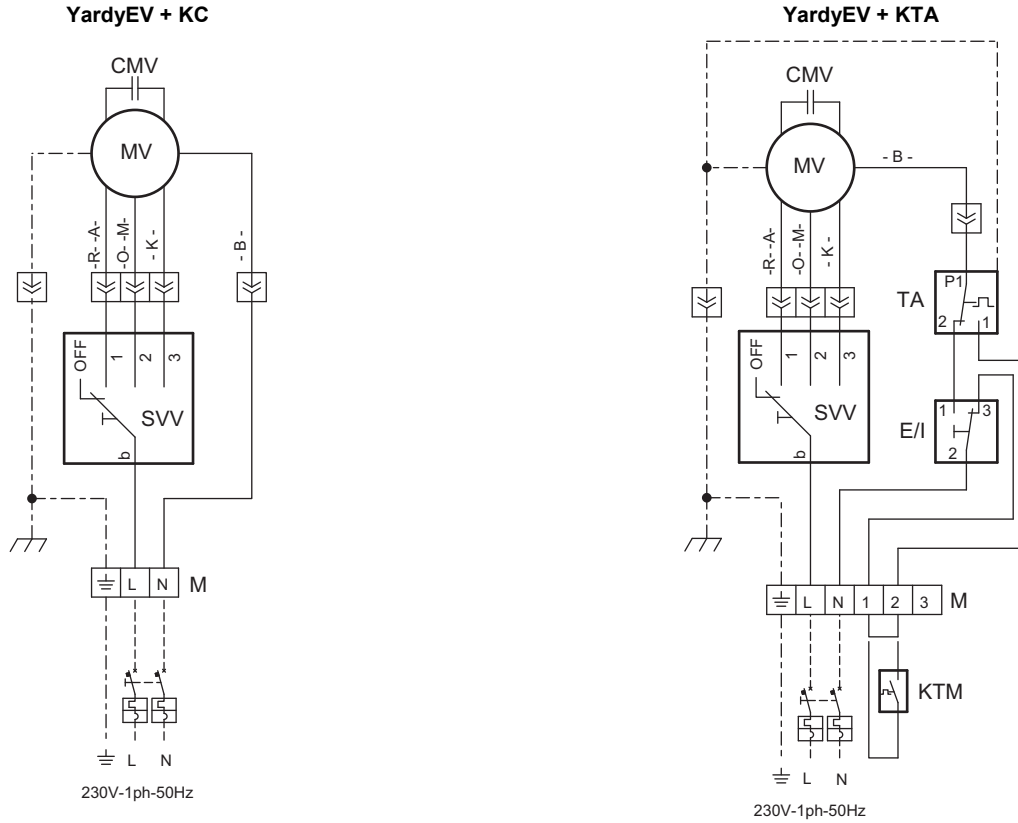 YardyEV + KC
CMV
MV
-R--A-
-O--M-
- K -
- B -
OFF
1
2
3
SVV
b
L
N
M
L
N
230V-1ph-50Hz
YardyEV + KTA
CMV
MV
- B -
-R--A-
-O--M-
- K -
P1
TA
2
1
OFF
1
2
3
SVV
b
1
3
E/I
2
L
N
1
2
3
M
KTM
L
N
230V-1ph-50Hz